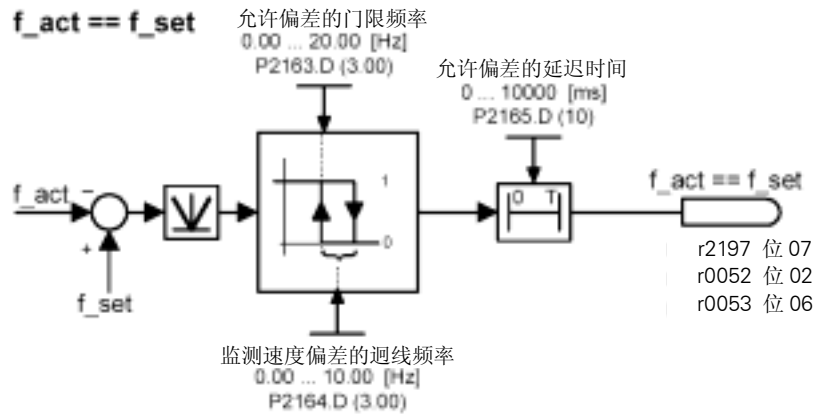 f_act == f_set
允许偏差的门限频率
0.00 ... 20.00 [Hz]
P2163.D (3.00)
允许偏差的延迟时间
0 ... 10000 [ms]
P2165.D (10)
f_act
−
+
f_set
1
0
0 T
f_act == f_set
r2197 位 07
r0052 位 02
r0053 位 06
监测速度偏差的迥线频率
0.00 ... 10.00 [Hz]
P2164.D (3.00)